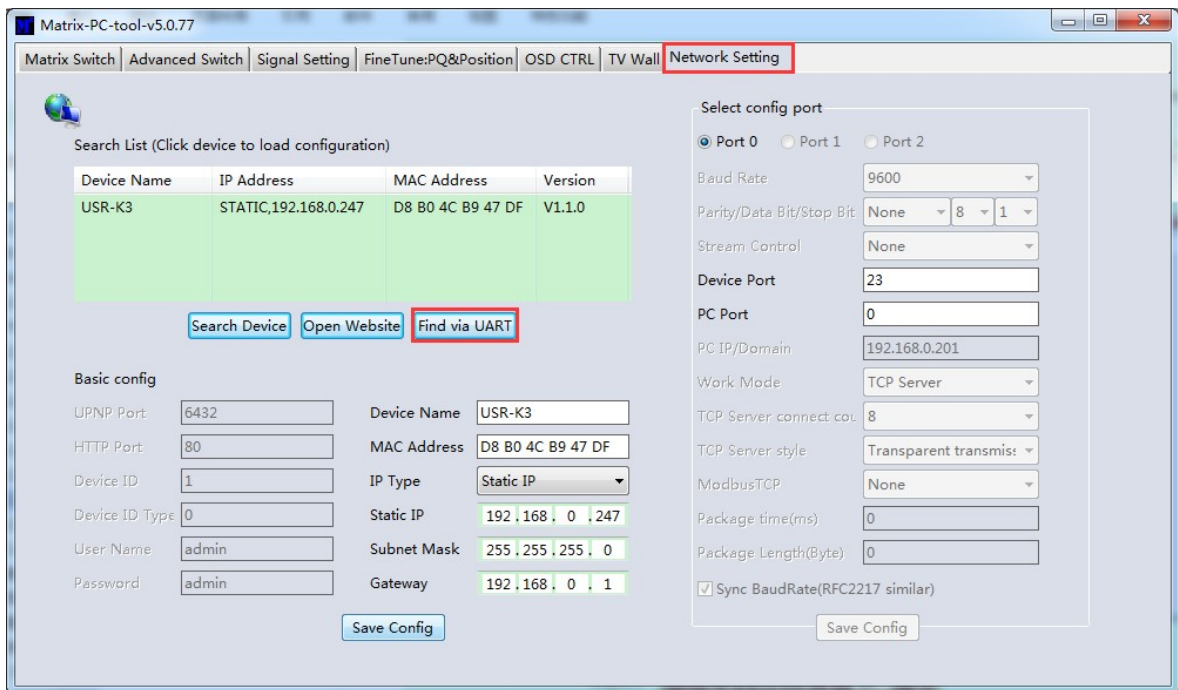 Matrix-PC-tool-v5.0.77
Matrix Switch Advanced Switch Signal Setting FineTune:PQ&Position OSD CTRL TV Wall Network Setting
Search List (Click device to load configuration)
Device Name IP Address MAC Address Version
USR-K3 STATIC,192.168.0.247 D8 B0 4C B9 47 DF V1.1.0
Search Device Open Website Find via UART
Basic config
UPNP Port 6432 Device Name USR-K3
HTTP Port 80 MAC Address D8 B0 4C B9 47 DF
Device ID 1 IP Type Static IP
Device ID Type 0 Static IP 192 . 168 . 0 . 247
User Name admin Subnet Mask 255 . 255 . 255 . 0
Password admin Gateway 192 . 168 . 0 . 1
Save Config
Select config port
Port 0 Port 1 Port 2
Baud Rate 9600
Parity/Data Bit/Stop Bit None 8 1
Stream Control None
Device Port 23
PC Port 0
PC IP/Domain 192.168.0.201
Work Mode TCP Server
TCP Server connect cou 8
TCP Server style Transparent transmis
ModbusTCP None
Package time(ms) 0
Package Length(Byte) 0
Sync BaudRate(RFC2217 similar)
Save Config